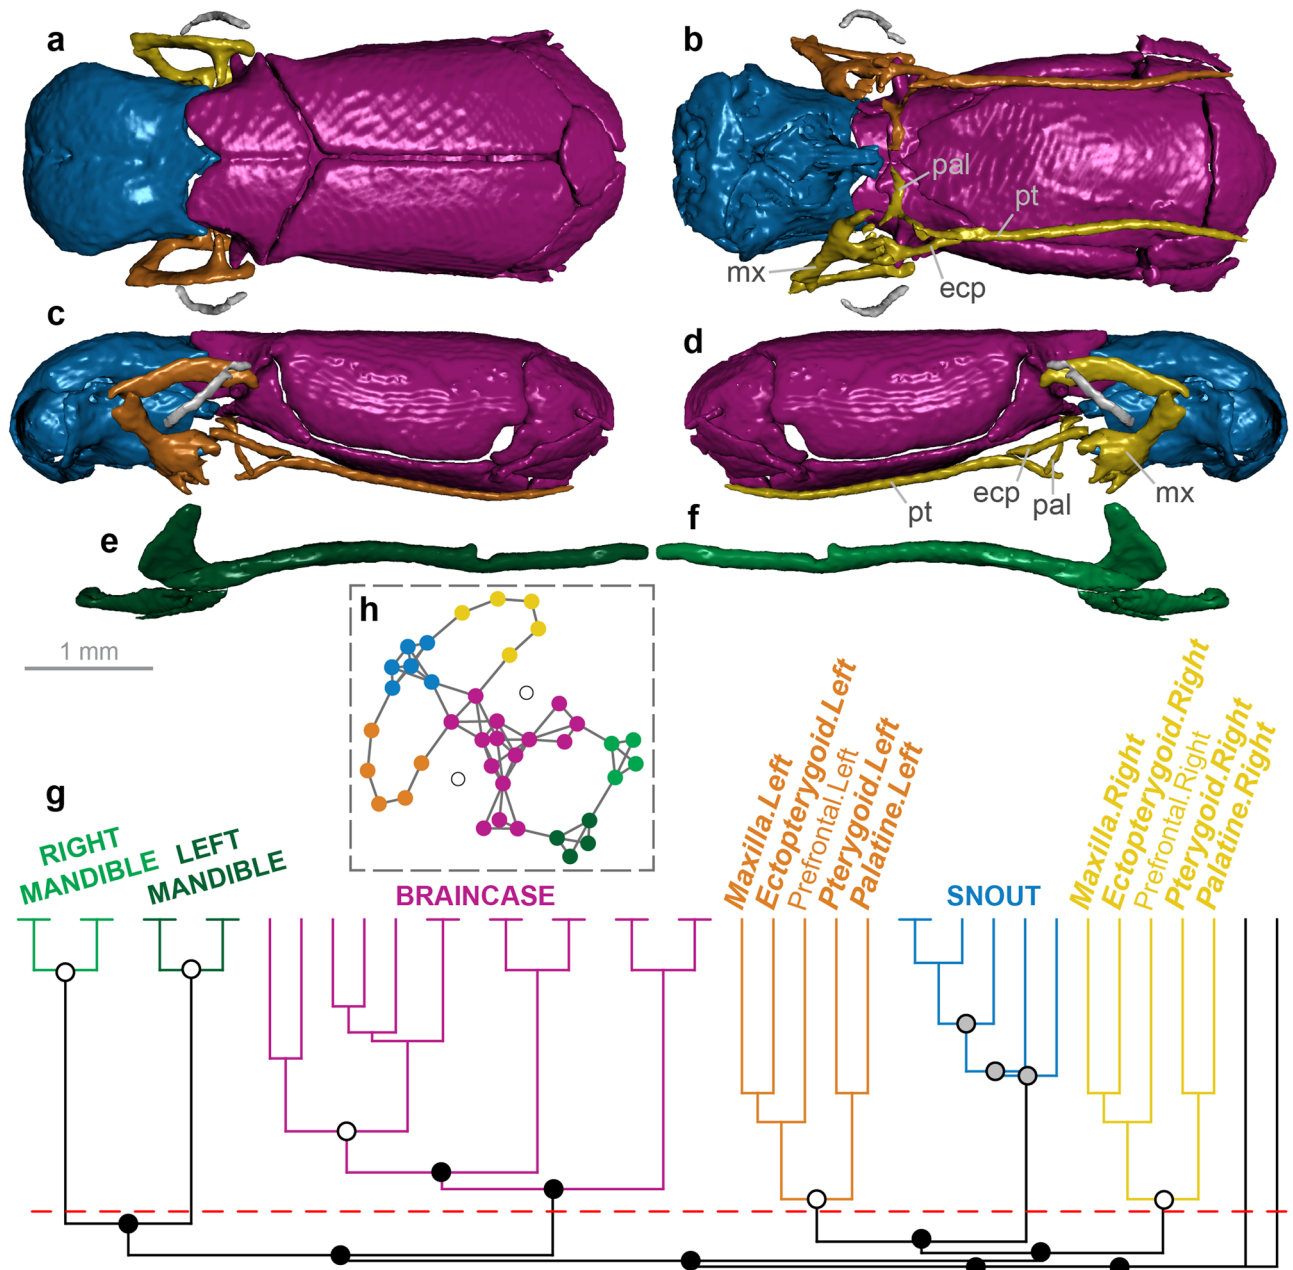 a
b
pal
pt
mx
ecp
c
d
pt
ecp
pal
mx
e
f
1 mm
h
g
RIGHT
MANDIBLE
LEFT
MANDIBLE
BRAINCASE
Maxilla.Left
Ectopterygoid.Left
Prefrontal.Left
Pterygoid.Left
Palatine.Left
SNOUT
Maxilla.Right
Ectopterygoid.Right
Prefrontal.Right
Pterygoid.Right
Palatine.Right